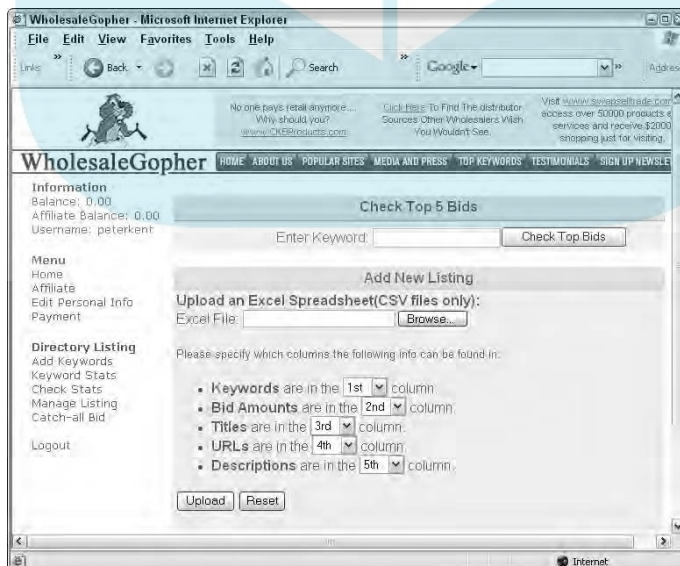 WholesaleGopher - Microsoft Internet Explorer
File Edit View Favorites Tools Help
Links » Back Search » Google » Address
No one pays retail anymore....
Why should you?
www.CKEProducts.com
Click Here To Find The distributor
Sources Other Wholesalers Wish
You Wouldn't See.
Visit www.swapselltrade.com
access over 50000 products
services and receive $2000
shopping just for visiting.
WholesaleGopher HOME ABOUT US POPULAR SITES MEDIA AND PRESS TOP KEYWORDS TESTIMONIALS SIGN UP NEWSLE
Information
Balance: 0.00
Affiliate Balance: 0.00
Username: peterkent
Menu
Home
Affiliate
Edit Personal Info
Payment
Directory Listing
Add Keywords
Keyword Stats
Check Stats
Manage Listing
Catch-all Bid
Logout
Check Top 5 Bids
Enter Keyword: Check Top Bids
Add New Listing
Upload an Excel Spreadsheet(CSV files only):
Excel File: Browse...
Please specify which columns the following info can be found in:
• Keywords are in the 1st column.
• Bid Amounts are in the 2nd column.
• Titles are in the 3rd column.
• URLs are in the 4th column.
• Descriptions are in the 5th column.
Upload Reset
Internet